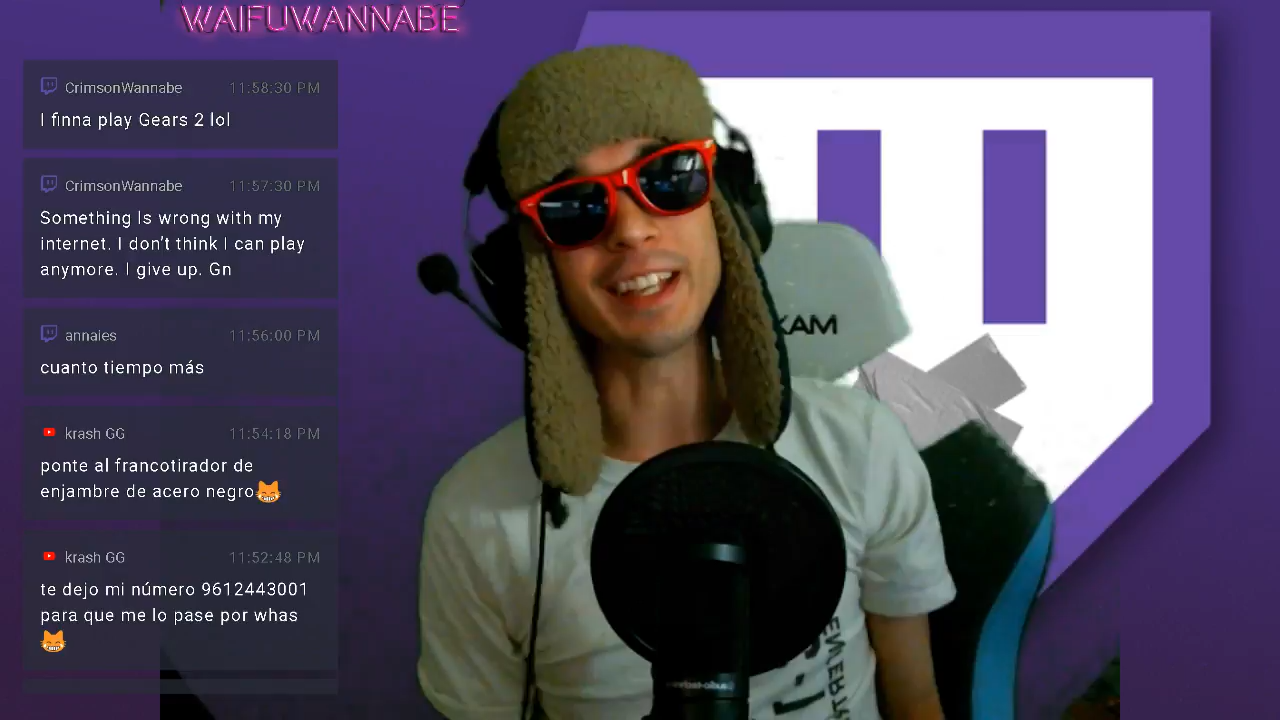 WAIFUWANNABE
CrimsonWannabe 11:58:30 PM
I finna play Gears 2 lol
CrimsonWannabe 11:57:30 PM
Something Is wrong with my
internet. I don't think I can play
anymore. I give up. Gn
annaies 11:56:00 PM
cuanto tiempo más
krash GG 11:54:18 PM
ponte al francotirador de
enjambre de acero negro😹
krash GG 11:52:48 PM
te dejo mi número 9612443001
para que me lo pase por whas
😹
XAM